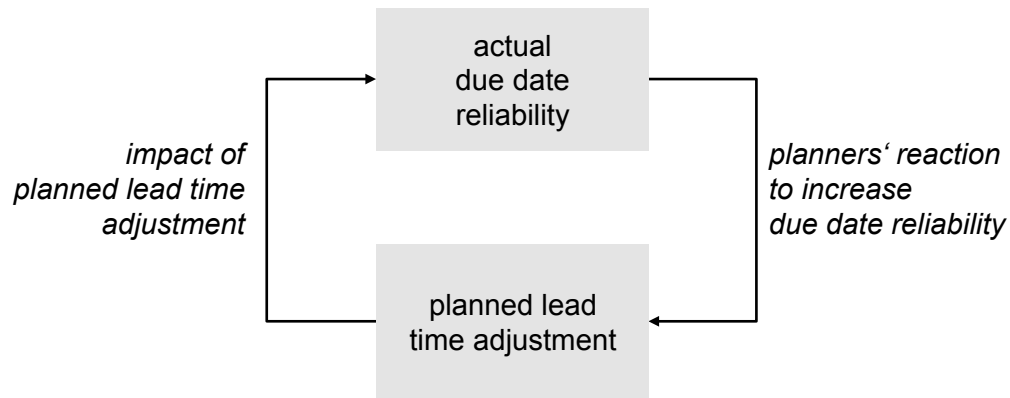 actual
due date
reliability
impact of
planned lead time
adjustment
planners‘ reaction
to increase
due date reliability
planned lead
time adjustment